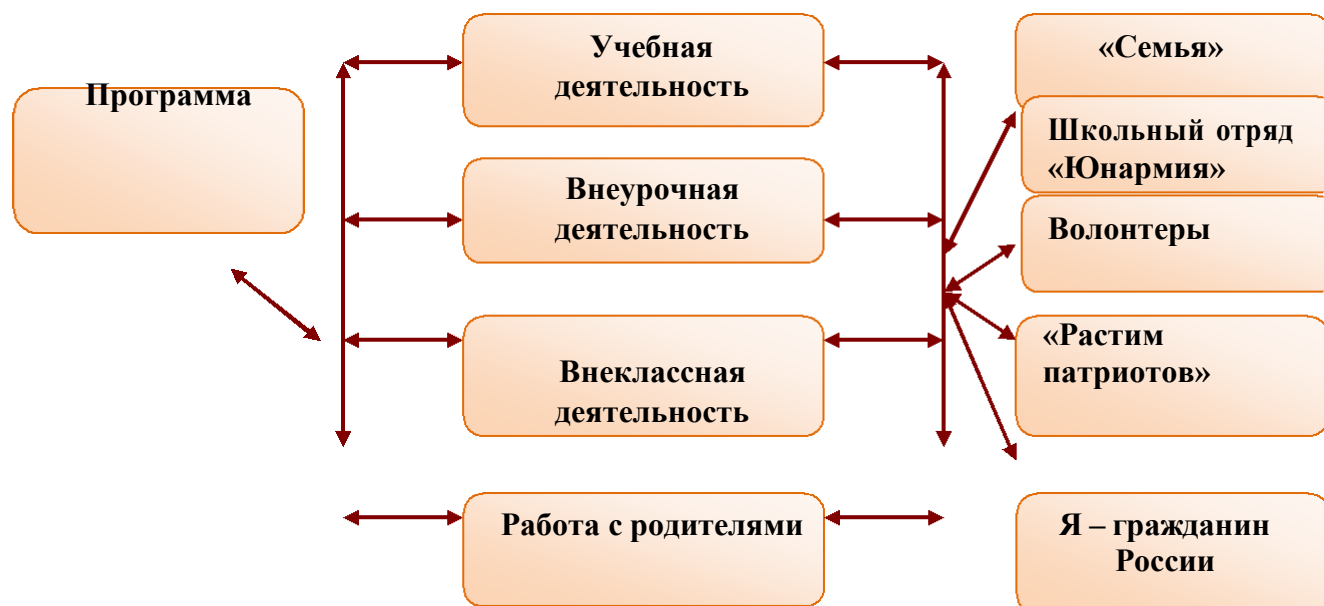 Программа
Учебная
деятельность
Внеурочная
деятельность
Внеклассная
деятельность
Работа с родителями
«Семья»
Школьный отряд
«Юнармия»
Волонтеры
«Растим
патриотов»
Я – гражданин
России